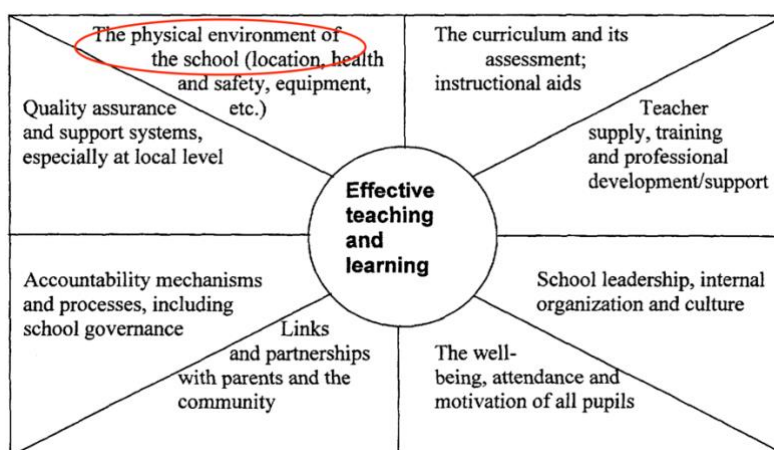 The physical environment of
the school (location, health
and safety, equipment,
etc.)
The curriculum and its
assessment;
instructional aids
Quality assurance
and support systems,
especially at local level
Teacher
supply, training
and professional
development/support
Effective
teaching
and
learning
Accountability mechanisms
and processes, including
school governance
School leadership, internal
organization and culture
Links
and partnerships
with parents and the
community
The well-
being, attendance and
motivation of all pupils